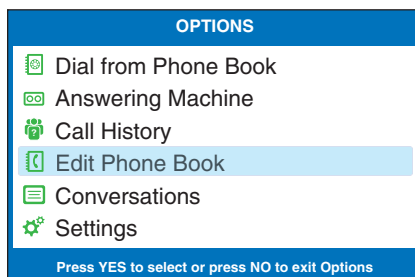 OPTIONS
Dial from Phone Book
Answering Machine
Call History
Edit Phone Book
Conversations
Settings
Press YES to select or press NO to exit Options